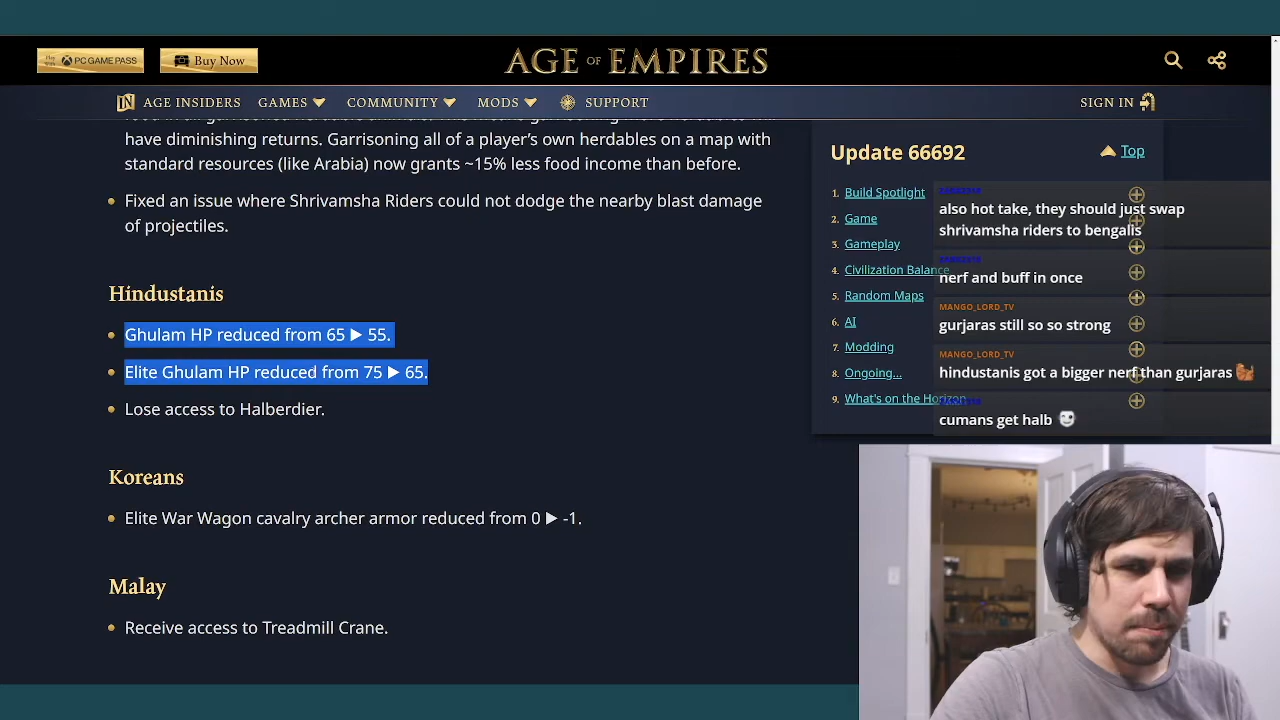 PC GAME PASS
Buy Now
AGE OF EMPIRES
AGE INSIDERS
GAMES
COMMUNITY
MODS
SUPPORT
SIGN IN
have diminishing returns. Garrisoning all of a player's own herdables on a map with
standard resources (like Arabia) now grants ~15% less food income than before.
Fixed an issue where Shrivamsha Riders could not dodge the nearby blast damage
of projectiles.
Hindustanis
Ghulam HP reduced from 65 ► 55.
Elite Ghulam HP reduced from 75 ► 65.
Lose access to Halberdier.
Koreans
Elite War Wagon cavalry archer armor reduced from 0 ► -1.
Malay
Receive access to Treadmill Crane.
Update 66692
Top
1. Build Spotlight
2. Game
3. Gameplay
4. Civilization Balance
5. Random Maps
6. AI
7. Modding
8. Ongoing...
9. What's on the Horizon
also hot take, they should just swap
shrivamsha riders to bengalis
nerf and buff in once
MANGO_LORD_TV
gurjaras still so so strong
MANGO_LORD_TV
hindustanis got a bigger nerf than gurjaras
cumans get halb